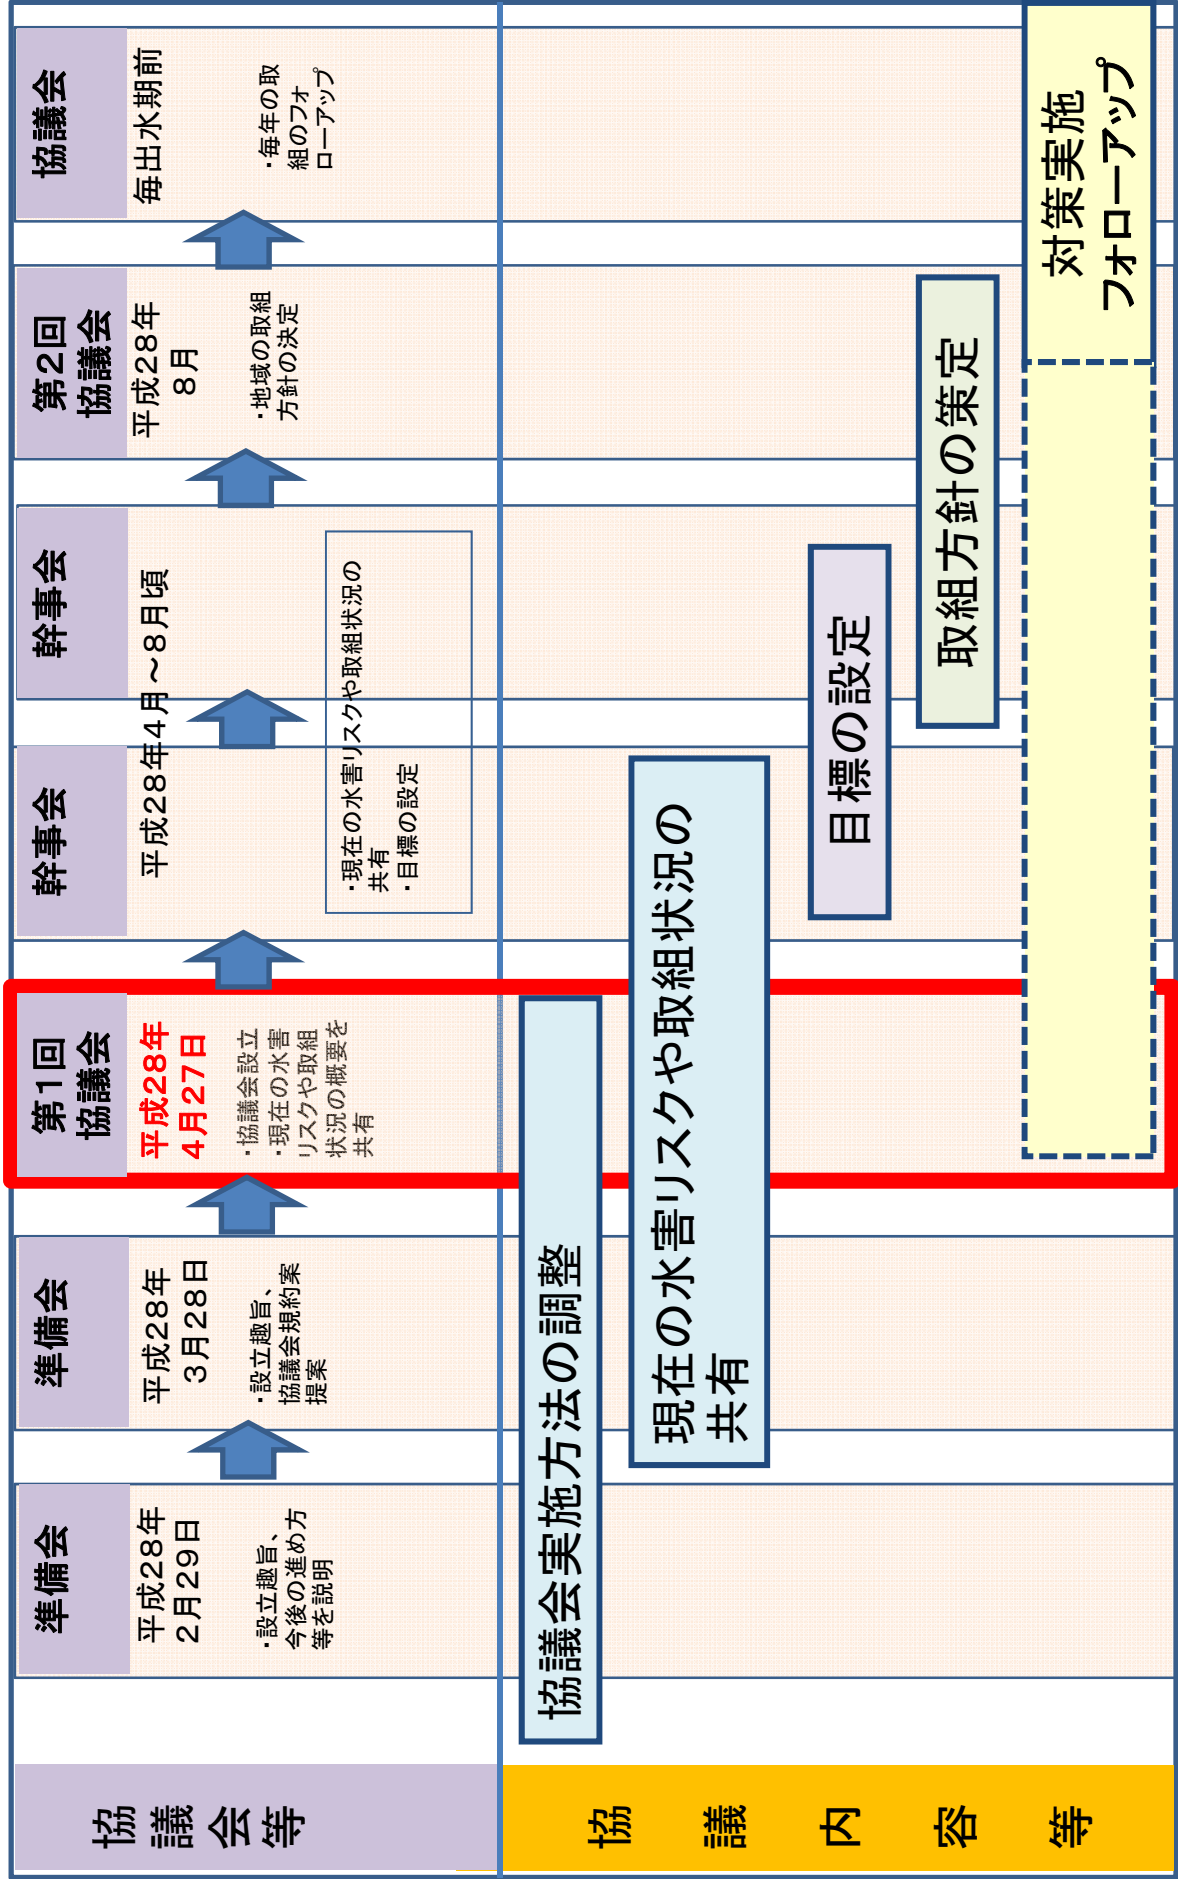 協議会等
準備会
平成28年
2月29日
・設立趣旨、
今後の進め方
等を説明
準備会
平成28年
3月28日
・設立趣旨、
協議会規約案
提案
第1回
協議会
平成28年
4月27日
・協議会設立
・現在の水害
リスクや取組
状況の概要を
共有
幹事会
幹事会
平成28年4月～8月頃
・現在の水害リスクや取組状況の
共有
・目標の設定
第2回
協議会
平成28年
8月
・地域の取組
方針の決定
協議会
毎出水期前
・毎年の取
組のフォ
ローアップ
協議内容等
協議会実施方法の調整
現在の水害リスクや取組状況の
共有
目標の設定
取組方針の策定
対策実施
フォローアップ